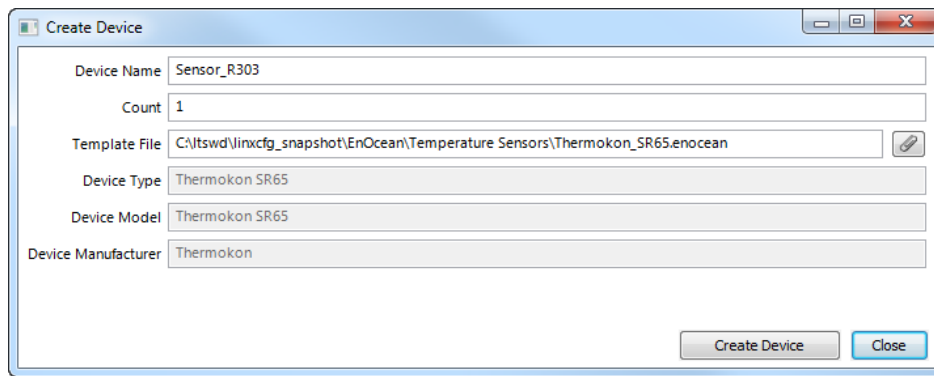 Create Device
Device Name Sensor_R303
Count 1
Template File C:\ltswd\linxcfg_snapshot\EnOcean\Temperature Sensors\Thermokon_SR65.enocean
Device Type Thermokon SR65
Device Model Thermokon SR65
Device Manufacturer Thermokon
Create Device Close